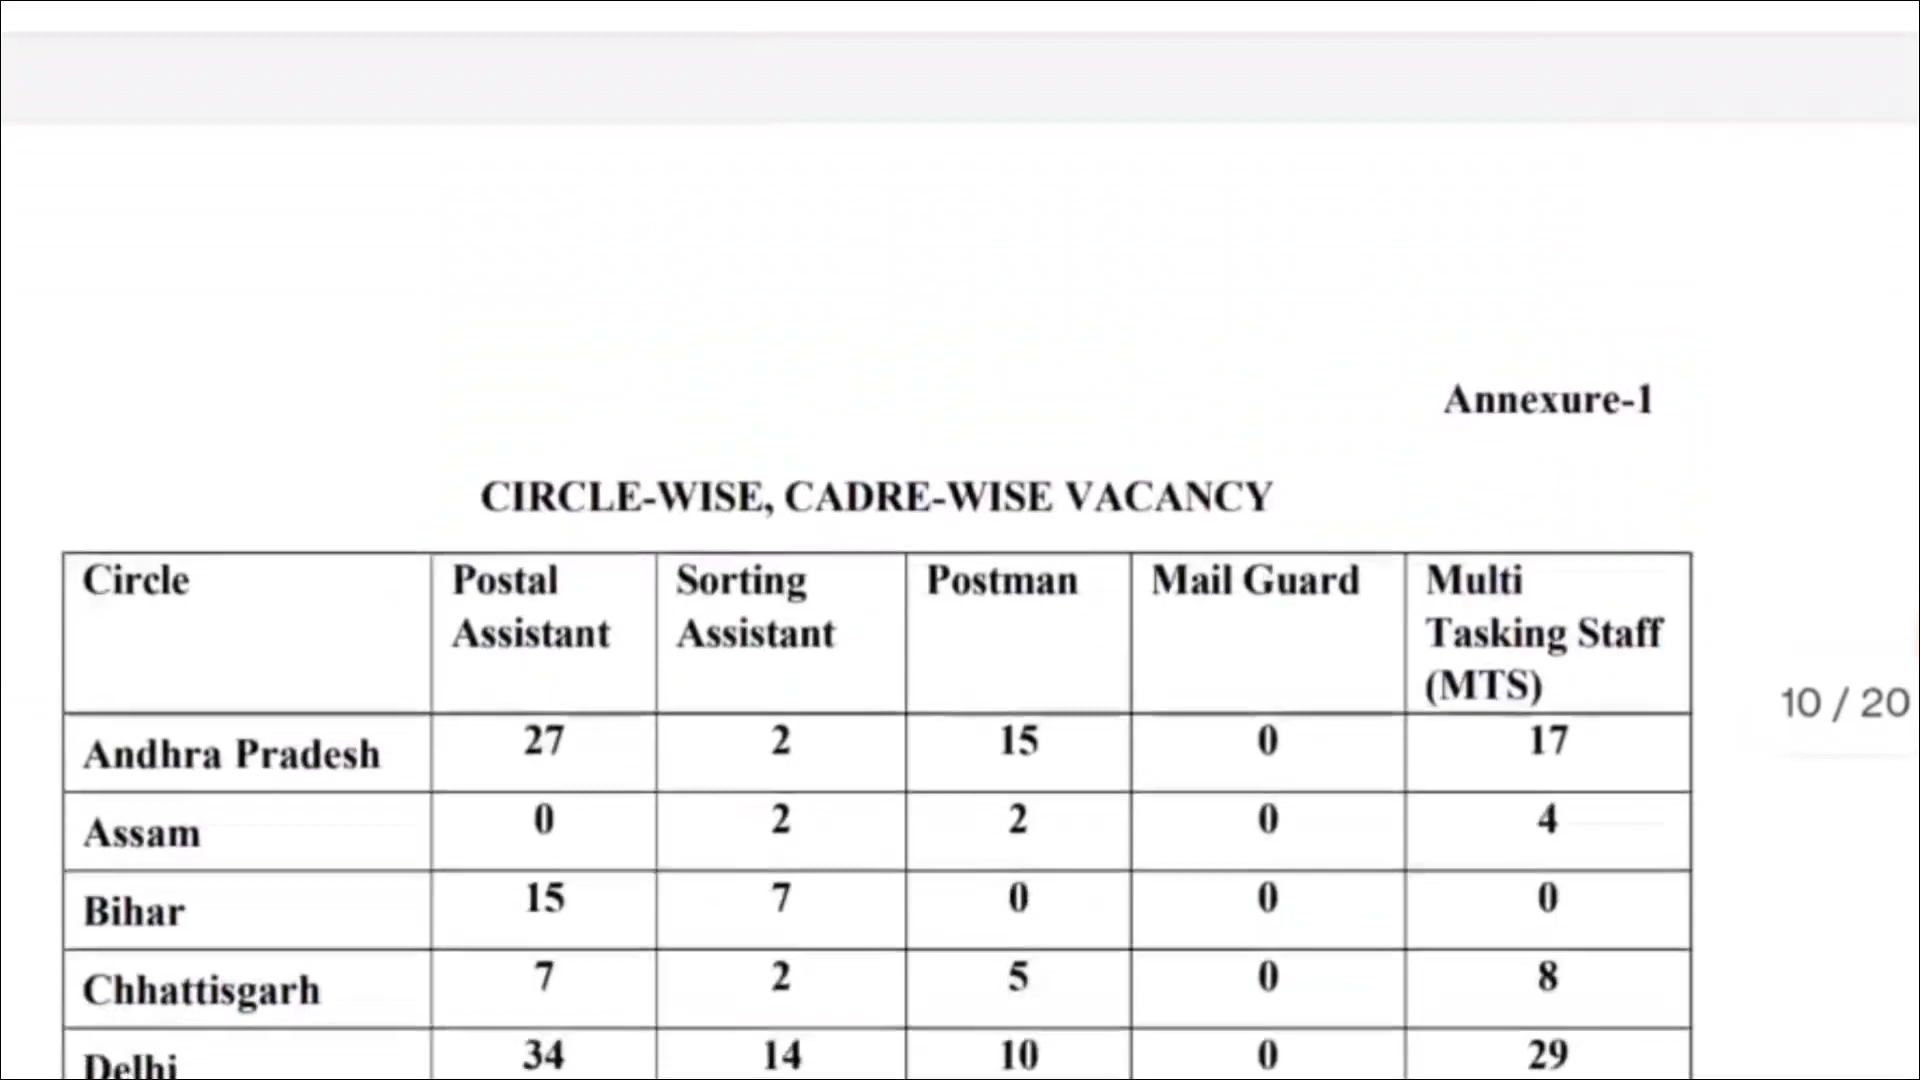 Annexure-1
CIRCLE-WISE, CADRE-WISE VACANCY
Circle Postal Assistant Sorting Assistant Postman Mail Guard Multi Tasking Staff (MTS)
Andhra Pradesh 27 2 15 0 17
10 / 20
Assam 0 2 2 0 4
Bihar 15 7 0 0 0
Chhattisgarh 7 2 5 0 8
Delhi 34 14 10 0 29